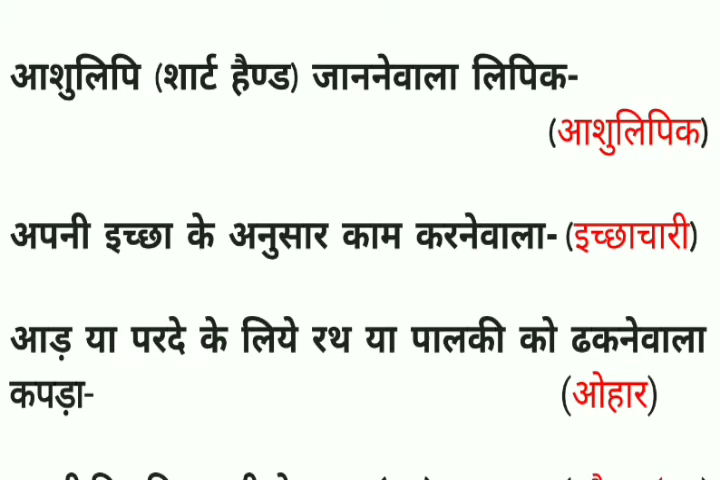 आशुलिपि (शार्ट हैण्ड) जाननेवाला लिपिक-
(आशुलिपिक)
अपनी इच्छा के अनुसार काम करनेवाला- (इच्छाचारी)
आड़ या परदे के लिये रथ या पालकी को ढकनेवाला
कपड़ा- (ओहार)